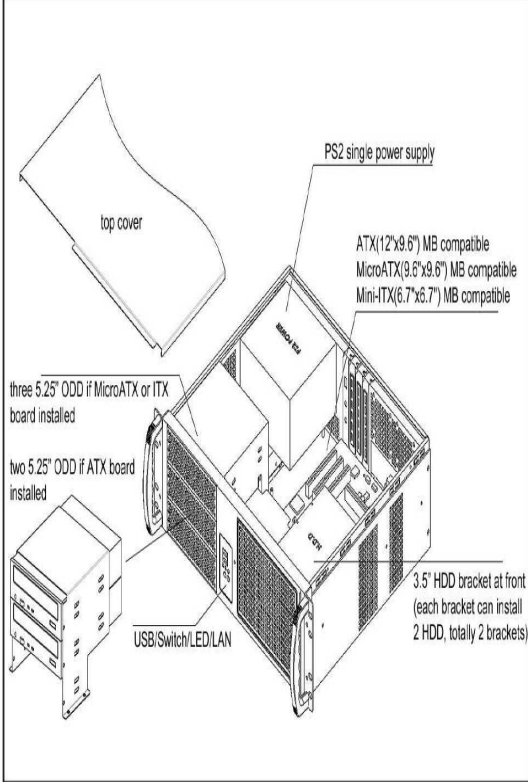 PS2 single power supply
top cover
ATX(12"x9.6") MB compatible
MicroATX(9.6"x9.6") MB compatible
Mini-ITX(6.7"x6.7") MB compatible
PS2 POWER
three 5.25" ODD if MicroATX or ITX
board installed
two 5.25" ODD if ATX board
installed
H.D.D
3.5" HDD bracket at front
(each bracket can install
2 HDD, totally 2 brackets)
USB/Switch/LED/LAN